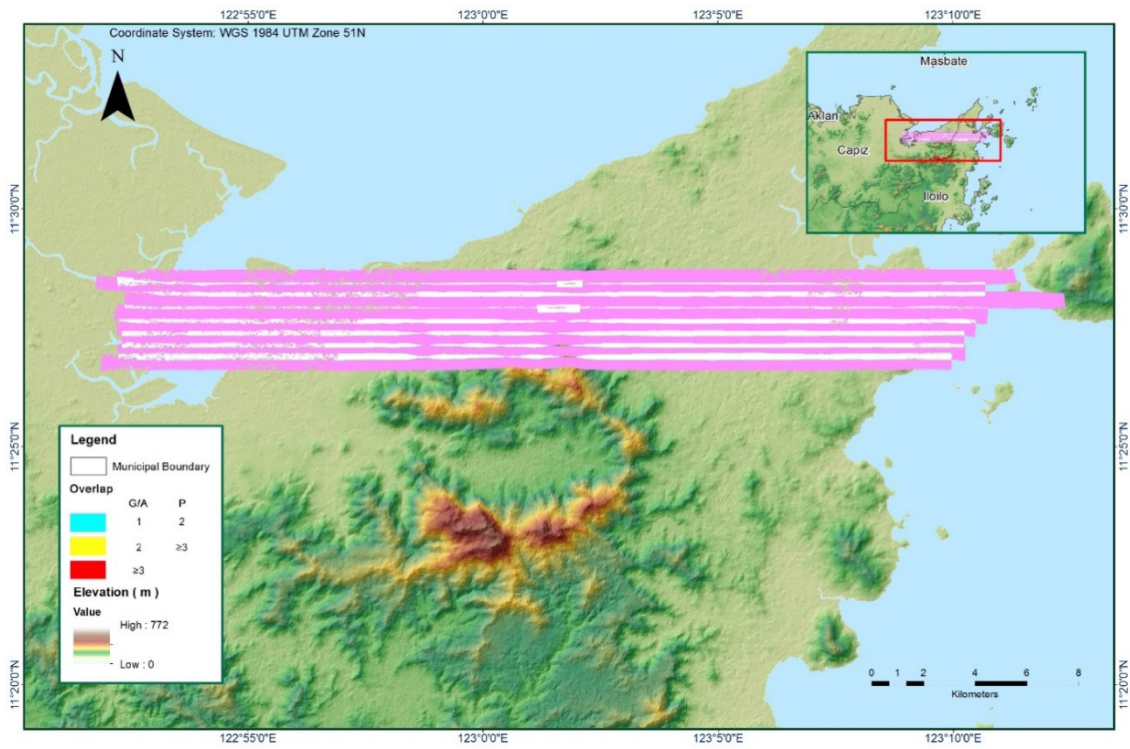 122°55'0"E 123°0'0"E 123°5'0"E 123°10'0"E
Coordinate System: WGS 1984 UTM Zone 51N
N
Masbate
Aklan
Capiz
Iloilo
11°30'0"N 11°30'0"N
11°25'0"N 11°25'0"N
11°20'0"N 11°20'0"N
Legend
Municipal Boundary
Overlap
G/A P
1 2
2 ≥3
≥3
Elevation ( m )
Value
High : 772
Low : 0
0 1 2 4 6 8
Kilometers
122°55'0"E 123°0'0"E 123°5'0"E 123°10'0"E